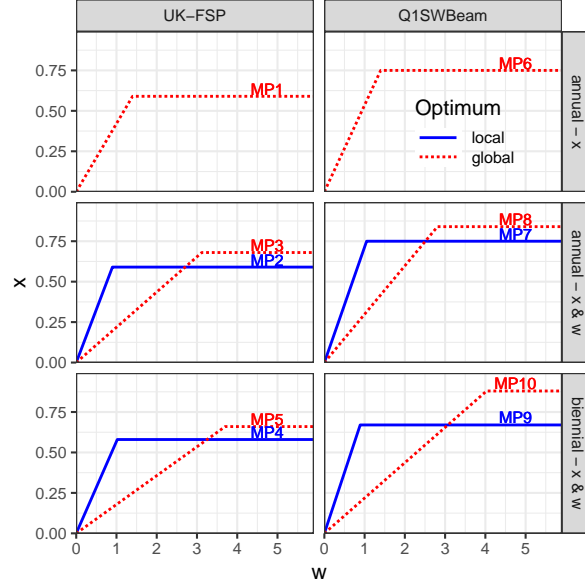 UK−FSP
Q1SWBeam
0.75
0.50
0.25
0.00
MP1
MP6
Optimum
local
global
annual − x
0.75
0.50
0.25
0.00
MP3
MP2
MP8
MP7
annual − x & w
0.75
0.50
0.25
0.00
MP5
MP4
MP10
MP9
biennial − x & w
0 1 2 3 4 5
0 1 2 3 4 5
x
w